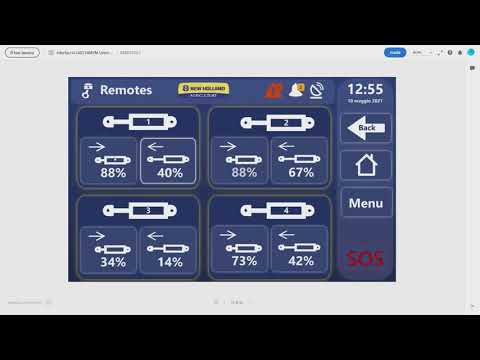 Remotes
NEW HOLLAND
AGRICULTURE
12:55
10 maggio 2021
1
2
Back
88%
40%
88%
67%
3
4
Menu
34%
14%
73%
42%
SOS